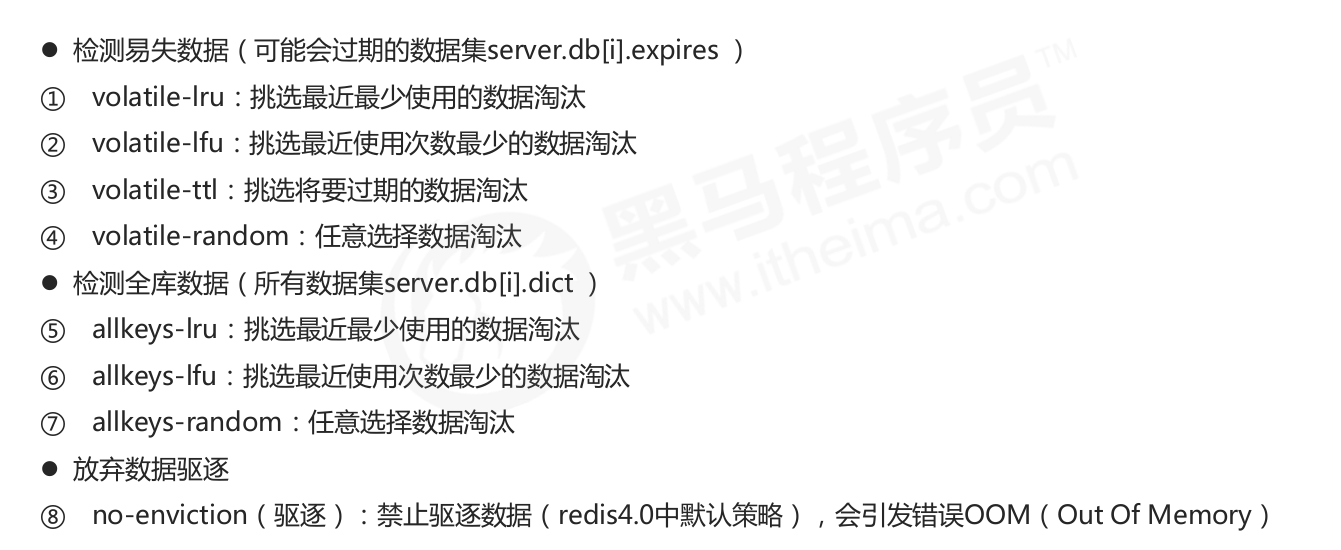 ● 检测易失数据（可能会过期的数据集server.db[i].expires ）
① volatile-lru：挑选最近最少使用的数据淘汰
② volatile-lfu：挑选最近使用次数最少的数据淘汰
③ volatile-ttl：挑选将要过期的数据淘汰
④ volatile-random：任意选择数据淘汰
● 检测全库数据（所有数据集server.db[i].dict ）
⑤ allkeys-lru：挑选最近最少使用的数据淘汰
⑥ allkeys-lfu：挑选最近使用次数最少的数据淘汰
⑦ allkeys-random：任意选择数据淘汰
● 放弃数据驱逐
⑧ no-enviction（驱逐）：禁止驱逐数据（redis4.0中默认策略），会引发错误OOM（Out Of Memory）
黑马程序员™
www.itheima.com